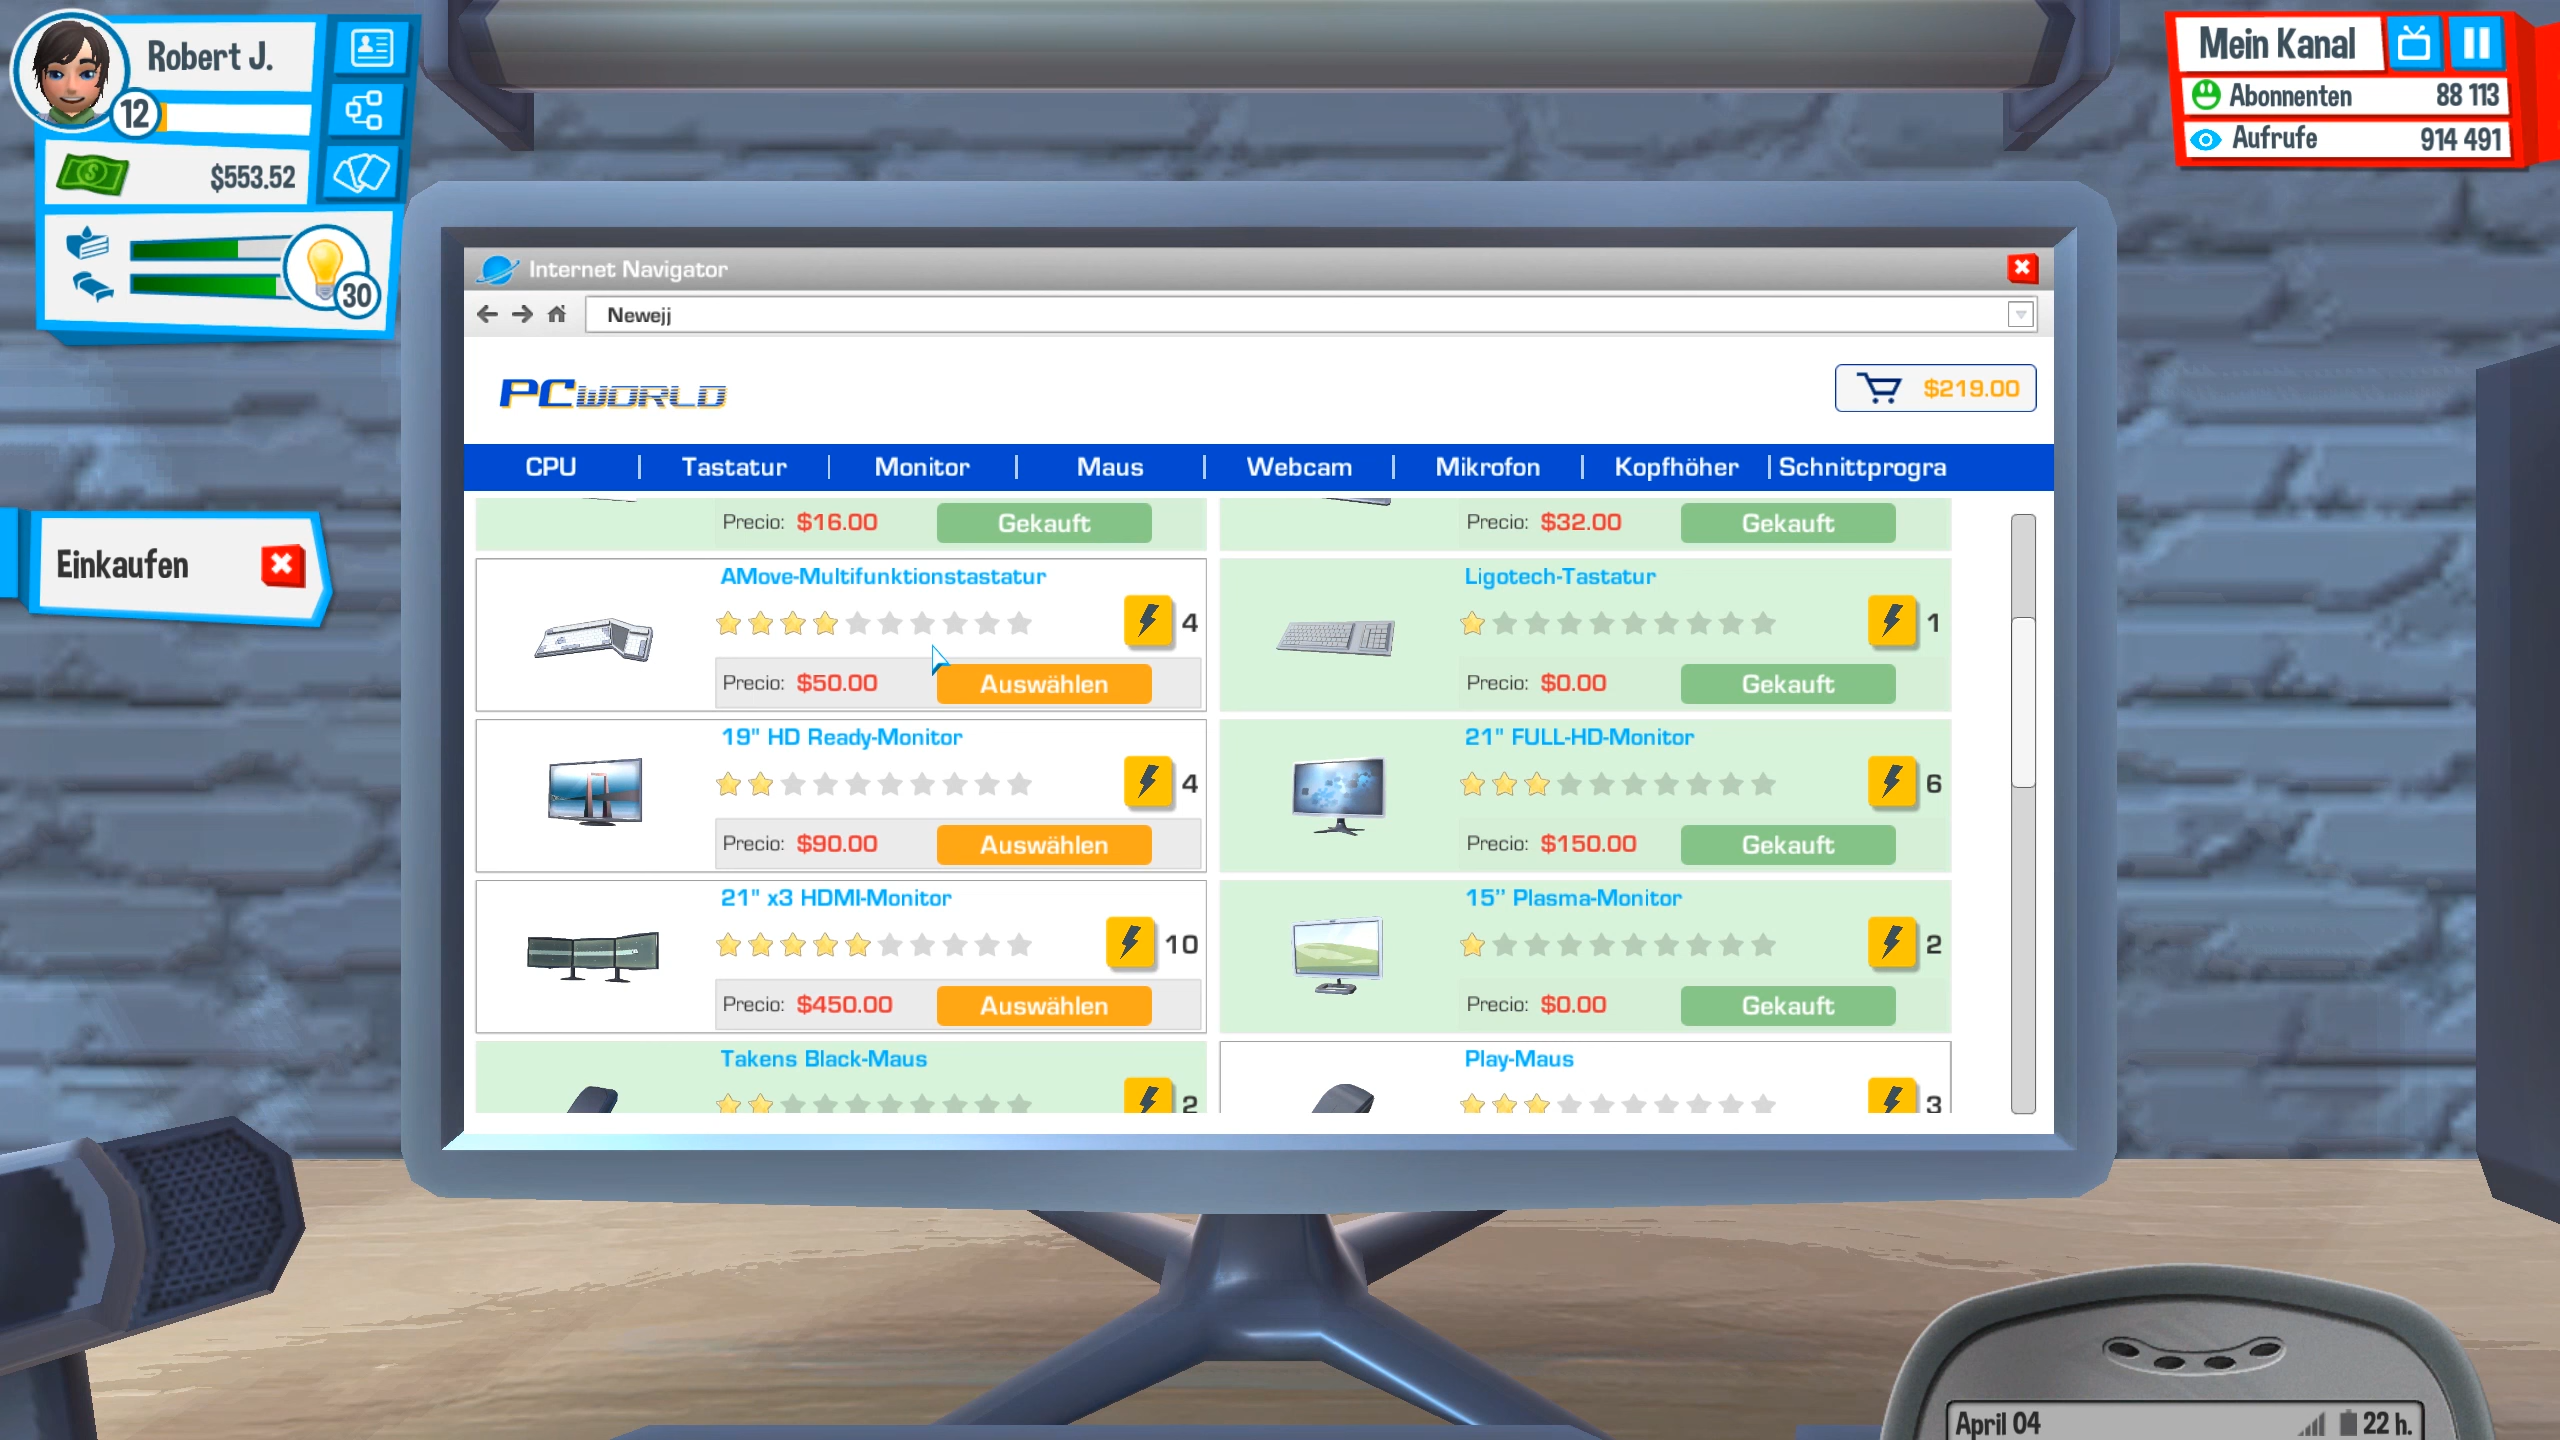 Robert J.
12
$553.52
30
Mein Kanal
Abonnenten 88 113
Aufrufe 914 491
Einkaufen
Internet Navigator
Newejj
PCWORLD
$219.00
CPU | Tastatur | Monitor | Maus | Webcam | Mikrofon | Kopfhöher | Schnittprogra
Precio: $16.00 Gekauft
Precio: $32.00 Gekauft
AMove-Multifunktionstastatur
4
Precio: $50.00 Auswählen
Ligotech-Tastatur
1
Precio: $0.00 Gekauft
19" HD Ready-Monitor
4
Precio: $90.00 Auswählen
21" FULL-HD-Monitor
6
Precio: $150.00 Gekauft
21" x3 HDMI-Monitor
10
Precio: $450.00 Auswählen
15" Plasma-Monitor
2
Precio: $0.00 Gekauft
Takens Black-Maus
2
Play-Maus
3
April 04 22 h.